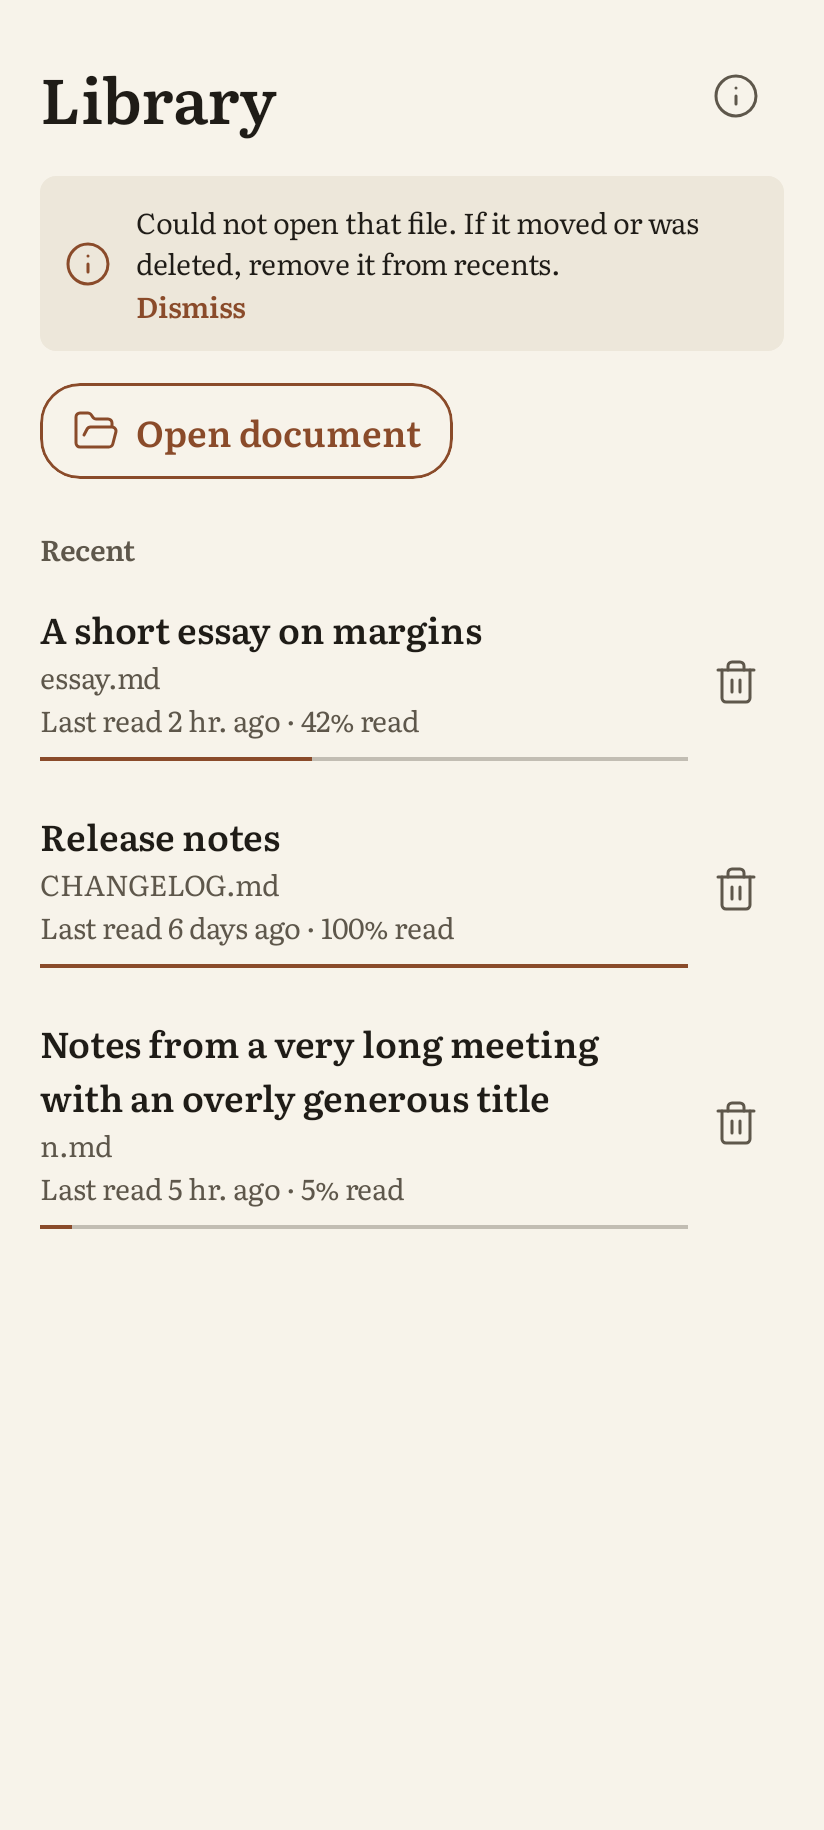 Library
Could not open that file. If it moved or was
deleted, remove it from recents.
Dismiss
Open document
Recent
A short essay on margins
essay.md
Last read 2 hr. ago · 42% read
Release notes
CHANGELOG.md
Last read 6 days ago · 100% read
Notes from a very long meeting
with an overly generous title
n.md
Last read 5 hr. ago · 5% read